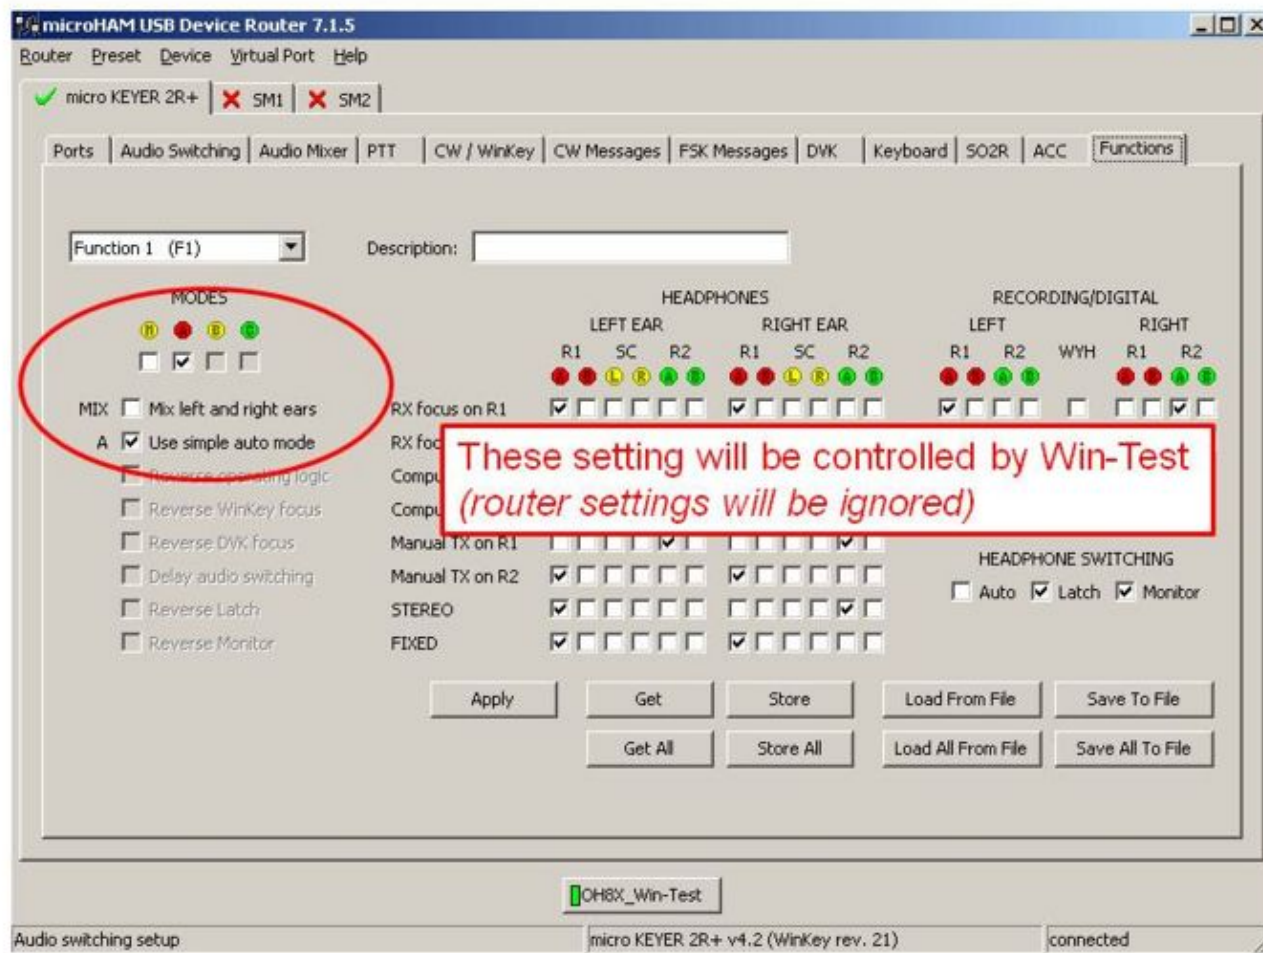 microHAM USB Device Router 7.1.5
Router Preset Device Virtual Port Help
micro KEYER 2R+ SM1 SM2
Ports Audio Switching Audio Mixer PTT CW / WinKey CW Messages FSK Messages DVK Keyboard SO2R ACC Functions
Function 1 (F1) Description:
MODES HEADPHONES RECORDING/DIGITAL
LEFT EAR RIGHT EAR LEFT RIGHT
R1 SC R2 R1 SC R2 R1 R2 WYH R1 R2
L R A B L R A B A B A B
MIX Mix left and right ears RX focus on R1
A Use simple auto mode RX foc
These setting will be controlled by Win-Test
(router settings will be ignored)
Reverse operating logic Compu
Reverse WinKey focus Compu
Reverse DVK focus Manual TX on R1
HEADPHONE SWITCHING
Delay audio switching Manual TX on R2
Auto Latch Monitor
Reverse Latch STEREO
Reverse Monitor FIXED
Apply Get Store Load From File Save To File
Get All Store All Load All From File Save All To File
OH8X_Win-Test
Audio switching setup micro KEYER 2R+ v4.2 (WinKey rev. 21) connected